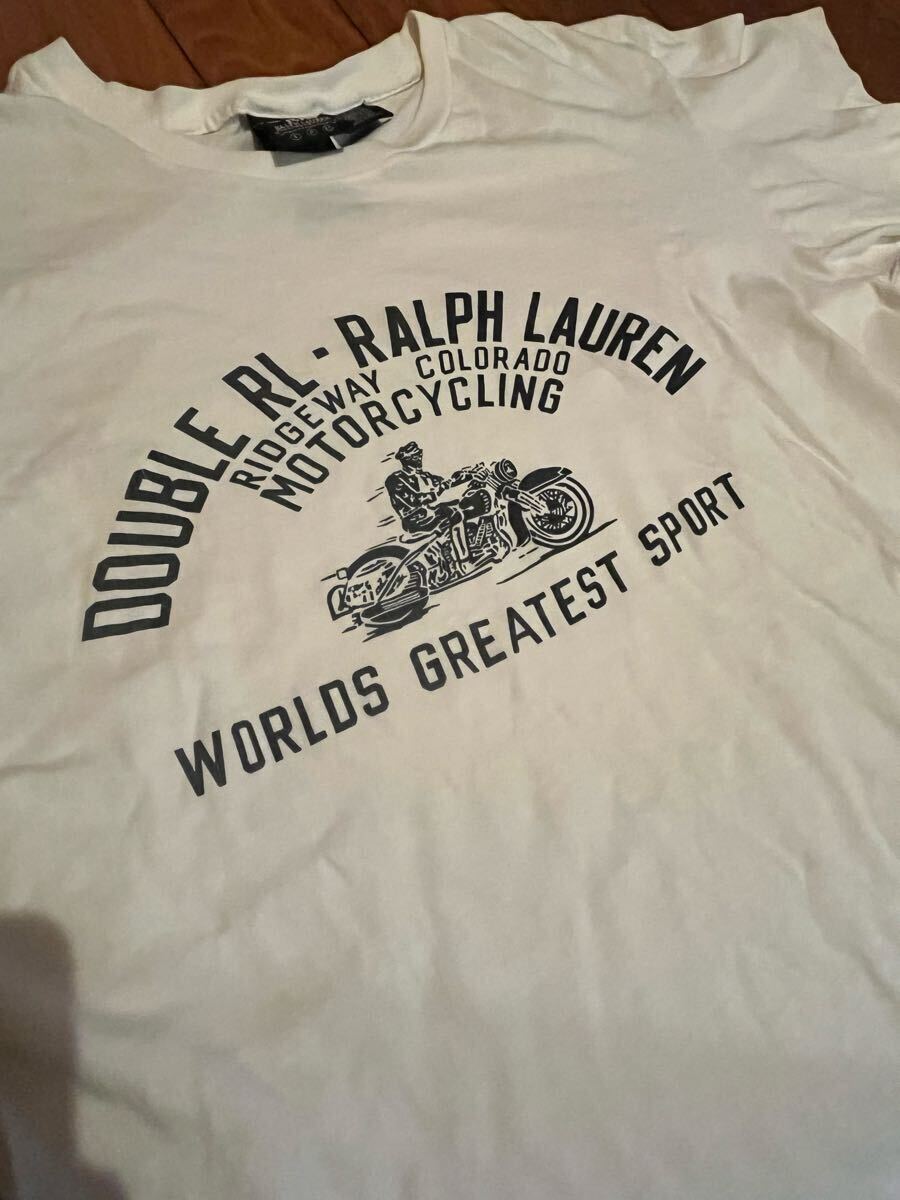 DOUBLE RL · RALPH LAUREN
RIDGEWAY COLORADO
MOTORCYCLING
WORLDS GREATEST SPORT